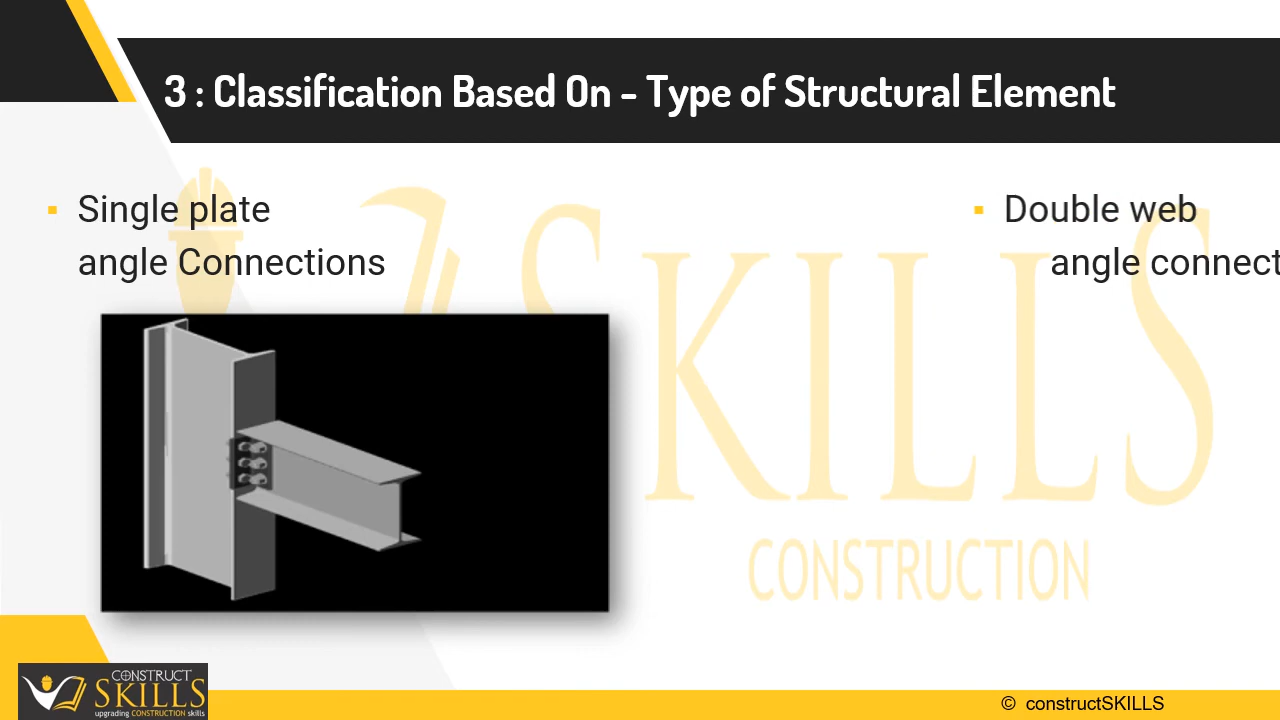 3 : Classification Based On - Type of Structural Element
Single plate
angle Connections
Double web
angle connect
SKILLS
CONSTRUCTION
CONSTRUCT
SKILLS
upgrading CONSTRUCTION skills
© constructSKILLS